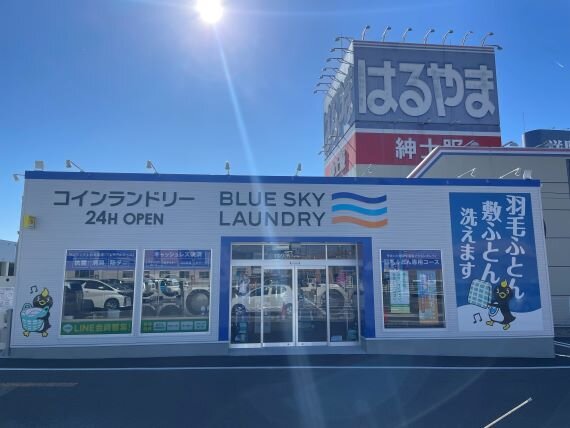 はるやま
紳士服
コインランドリー
24H OPEN
BLUE SKY
LAUNDRY
羽毛ふとん
敷ふとん
洗えます
キャッシュレス決済
LINE会員募集